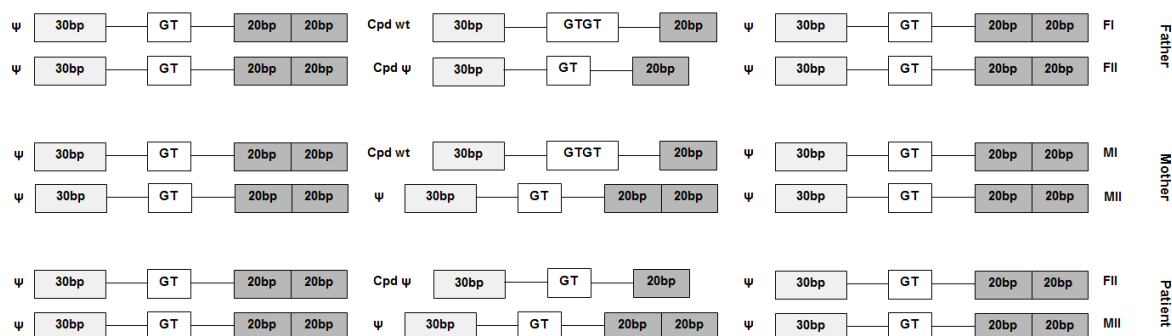 ψ 30bp GT 20bp 20bp Cpd wt 30bp GTGT 20bp ψ 30bp GT 20bp 20bp FI
ψ 30bp GT 20bp 20bp Cpd ψ 30bp GT 20bp ψ 30bp GT 20bp 20bp FII
Father
ψ 30bp GT 20bp 20bp Cpd wt 30bp GTGT 20bp ψ 30bp GT 20bp 20bp MI
ψ 30bp GT 20bp 20bp ψ 30bp GT 20bp 20bp ψ 30bp GT 20bp 20bp MII
Mother
ψ 30bp GT 20bp 20bp Cpd ψ 30bp GT 20bp ψ 30bp GT 20bp 20bp FII
ψ 30bp GT 20bp 20bp ψ 30bp GT 20bp 20bp ψ 30bp GT 20bp 20bp MII
Patient